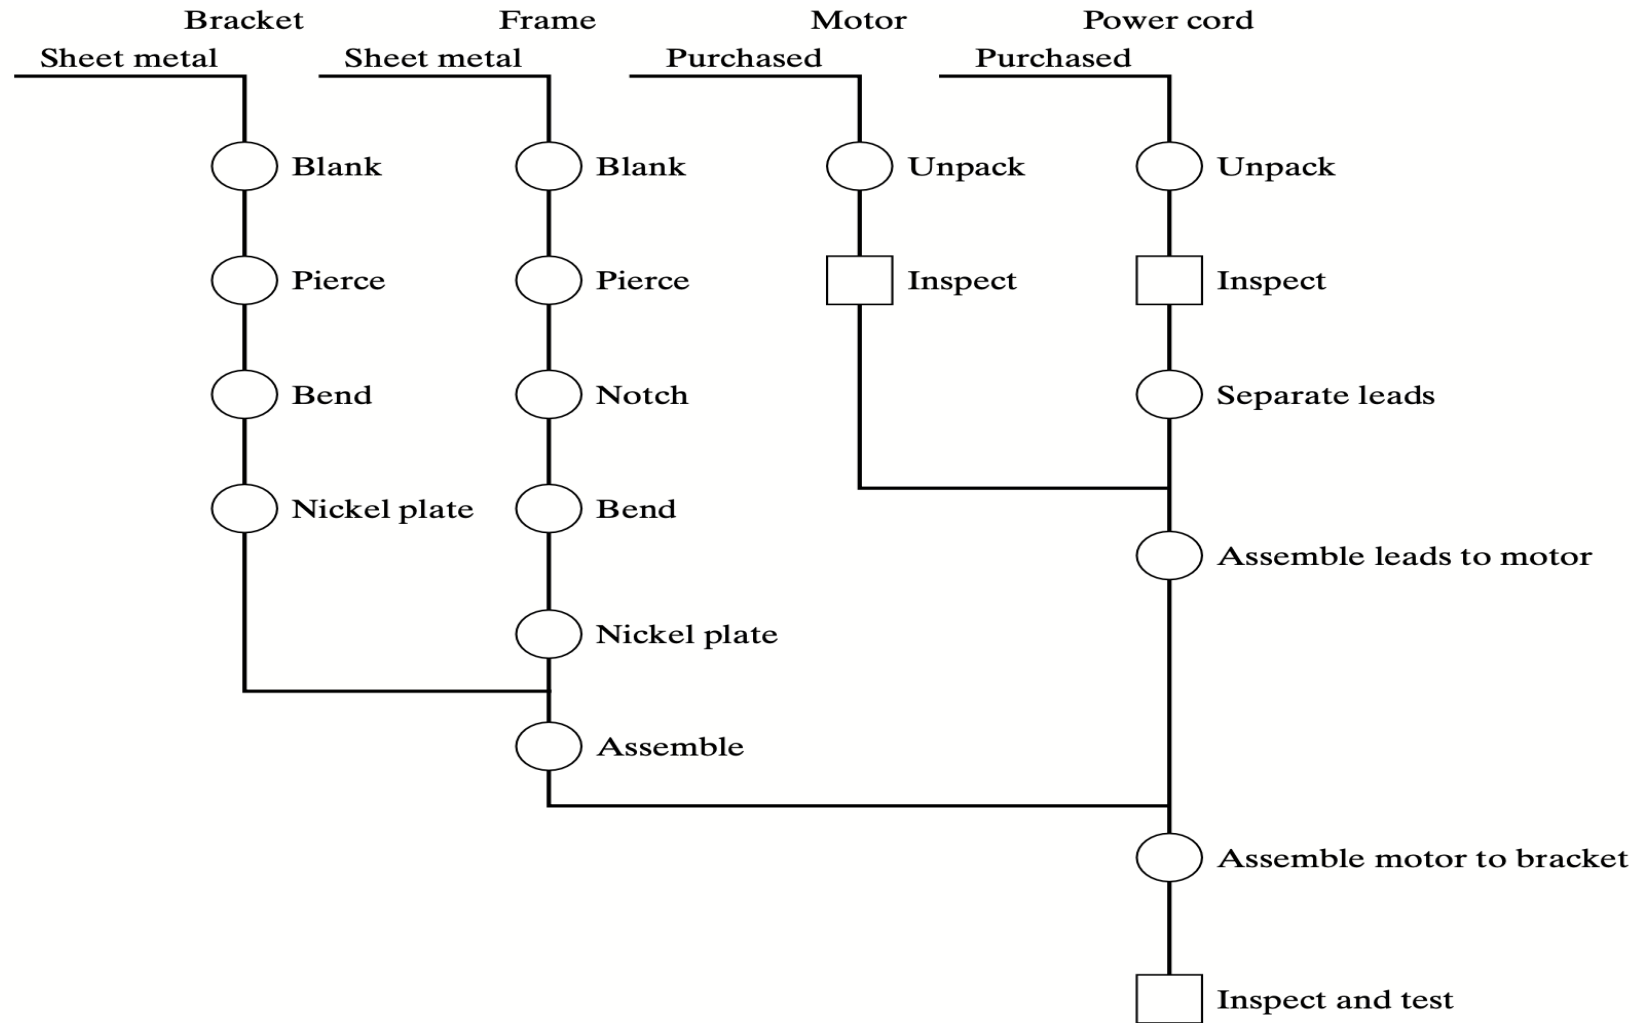 Bracket Frame Motor Power cord
Sheet metal Sheet metal Purchased Purchased
Blank Blank Unpack Unpack
Pierce Pierce Inspect Inspect
Bend Notch Separate leads
Nickel plate Bend
Assemble leads to motor
Nickel plate
Assemble
Assemble motor to bracket
Inspect and test